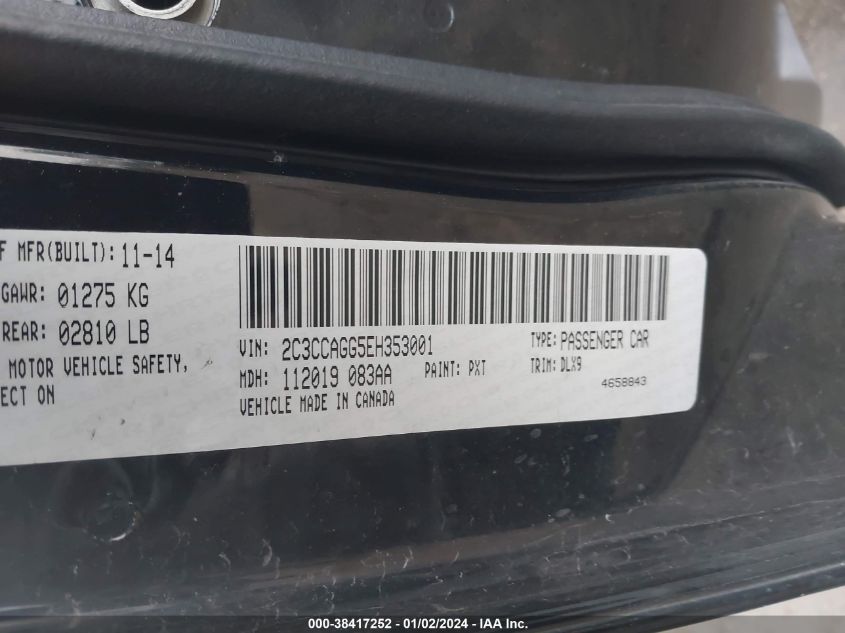 F MFR(BUILT): 11-14
GAWR: 01275 KG
REAR: 02810 LB
MOTOR VEHICLE SAFETY,
ECT ON
VIN: 2C3CCAGG5EH353001
TYPE: PASSENGER CAR
MDH: 112019 083AA
PAINT: PXT
TRIM: DLX9
VEHICLE MADE IN CANADA
4658843
000-38417252 - 01/02/2024 - © IAA Inc.